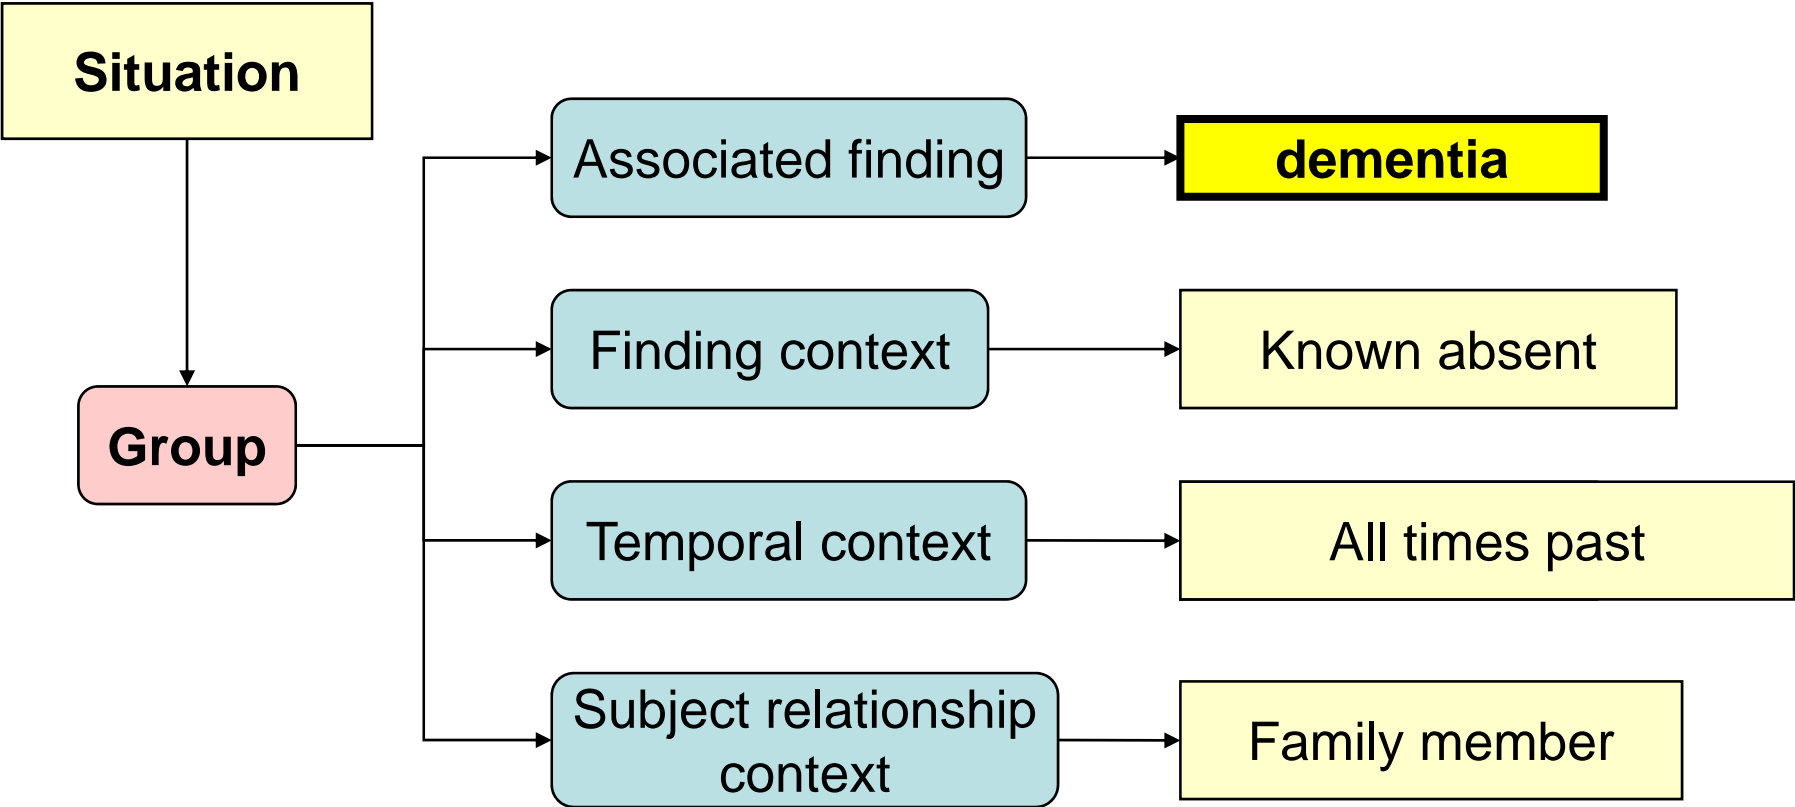 Situation
Associated finding
dementia
Finding context
Known absent
Group
Temporal context
All times past
Subject relationship
context
Family member